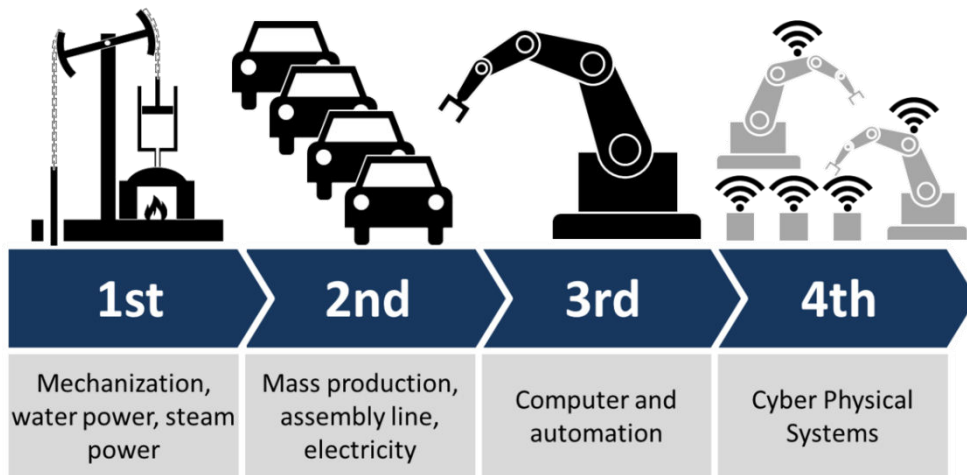 1st
2nd
3rd
4th
Mechanization,
water power, steam
power
Mass production,
assembly line,
electricity
Computer and
automation
Cyber Physical
Systems